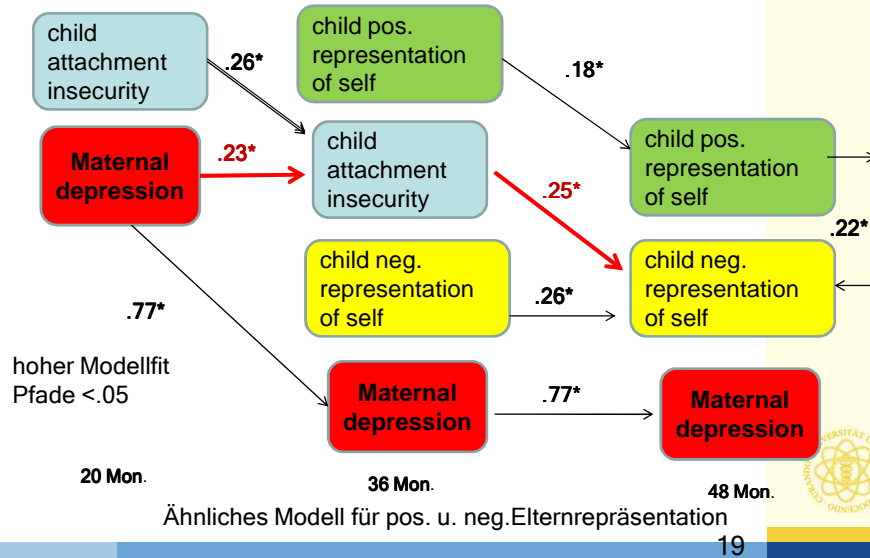 child
attachment
insecurity
.26*
child pos.
representation
of self
.18*
Maternal
depression
.23*
child
attachment
insecurity
.25*
child pos.
representation
of self
.22*
child neg.
representation
of self
.26*
child neg.
representation
of self
.77*
hoher Modellfit
Pfade <.05
Maternal
depression
.77*
Maternal
depression
20 Mon.
36 Mon.
48 Mon.
Ähnliches Modell für pos. u. neg.Elternrepräsentation
19
DOCENDO